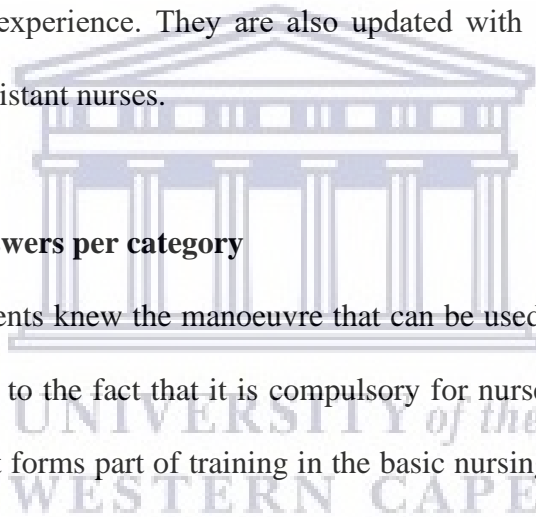 experience. They are also updated with
istant nurses.
wers per category
ents knew the manoeuvre that can be used
to the fact that it is compulsory for nurse
UNIVERSITY of the
t forms part of training in the basic nursing
WESTERN CAPE